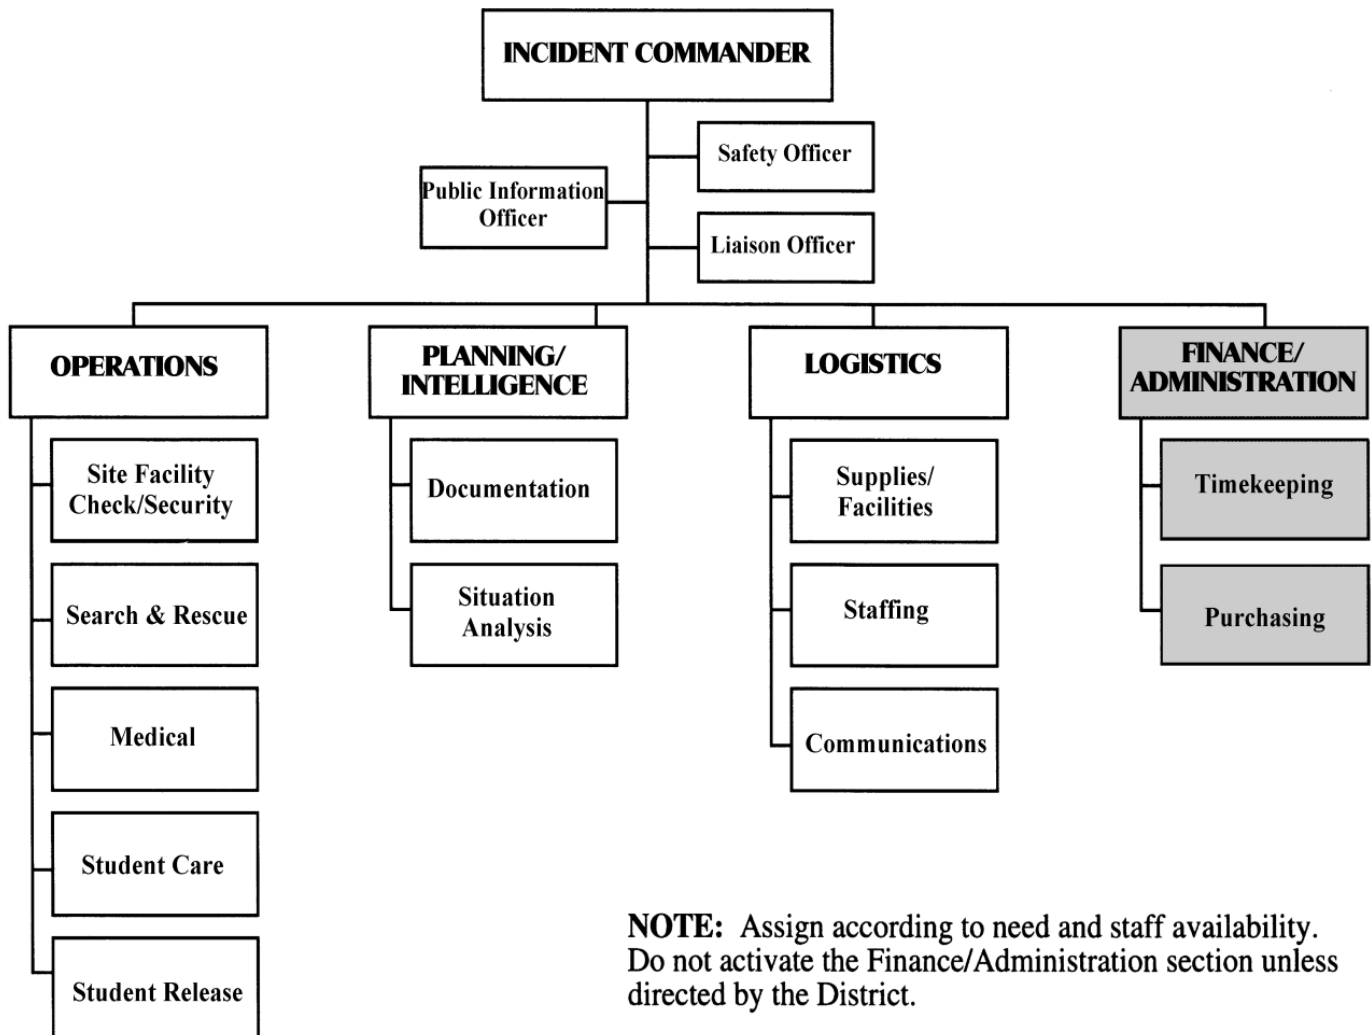 INCIDENT COMMANDER
Safety Officer
Public Information
Officer
Liaison Officer
OPERATIONS
Site Facility
Check/Security
Search & Rescue
Medical
Student Care
Student Release
PLANNING/
INTELLIGENCE
Documentation
Situation
Analysis
LOGISTICS
Supplies/
Facilities
Staffing
Communications
FINANCE/
ADMINISTRATION
Timekeeping
Purchasing
NOTE: Assign according to need and staff availability.
Do not activate the Finance/Administration section unless
directed by the District.